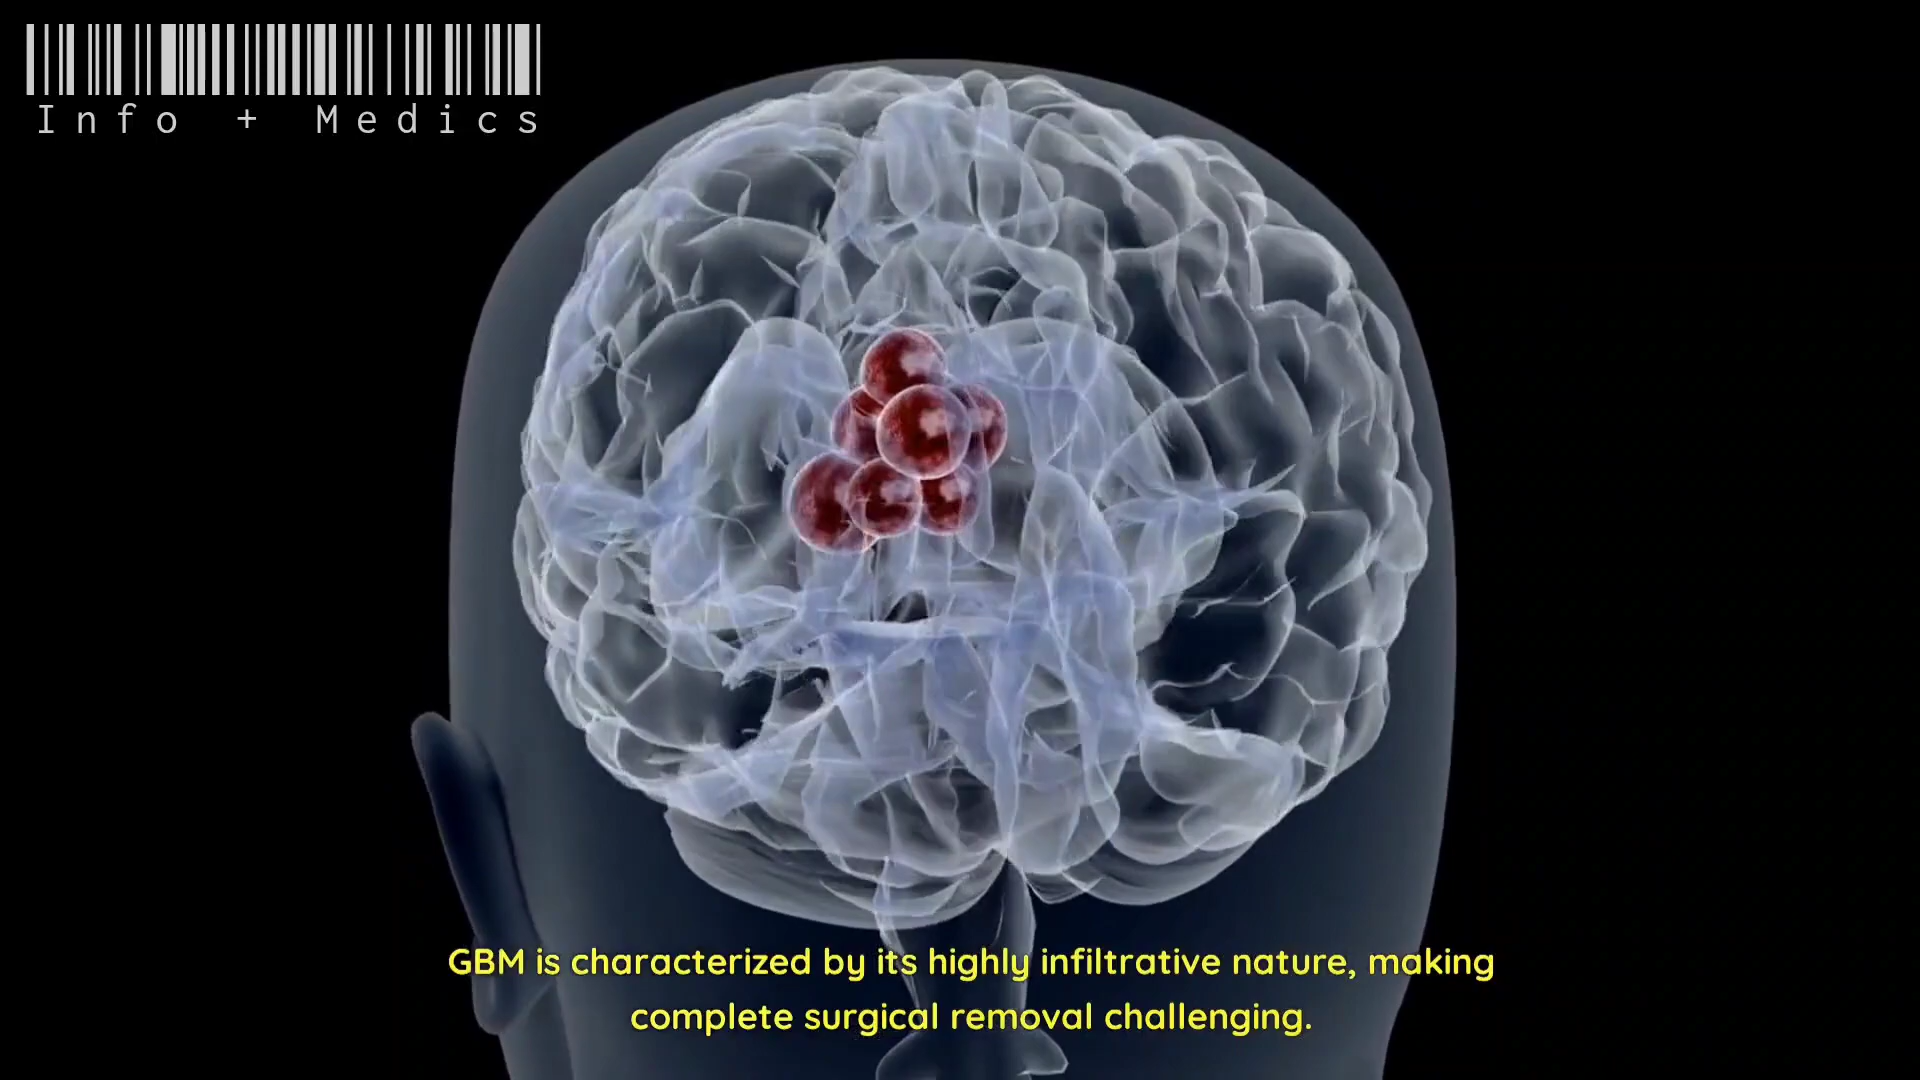 Info + Medics
GBM is characterized by its highly infiltrative nature, making
complete surgical removal challenging.